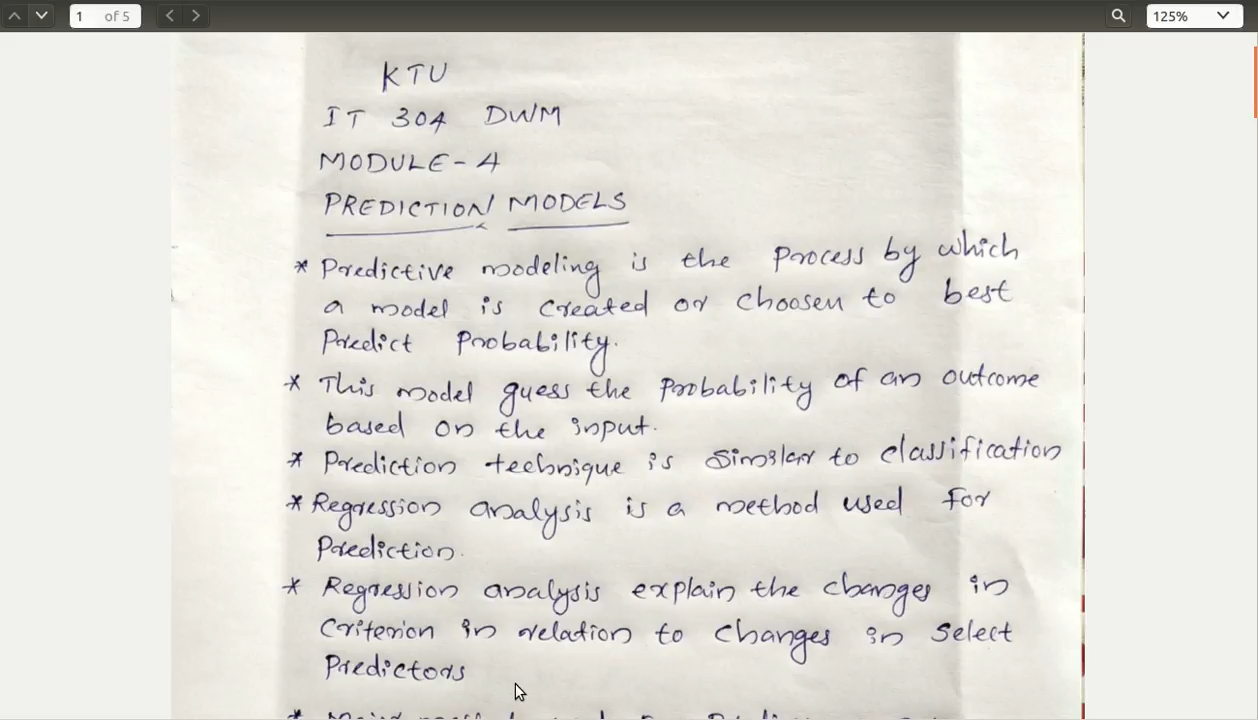 1 of 5
125%
KTU
IT 304 DWM
MODULE-4
PREDICTION MODELS
* Predictive modeling is the process by which
a model is created or choosen to best
Predict Probability.
* This model guess the Probability of an outcome
based on the input.
* Prediction technique is similar to classification
* Regression analysis is a method used for
Prediction.
* Regression analysis explain the changes in
Criterion in relation to changes in select
Predictors